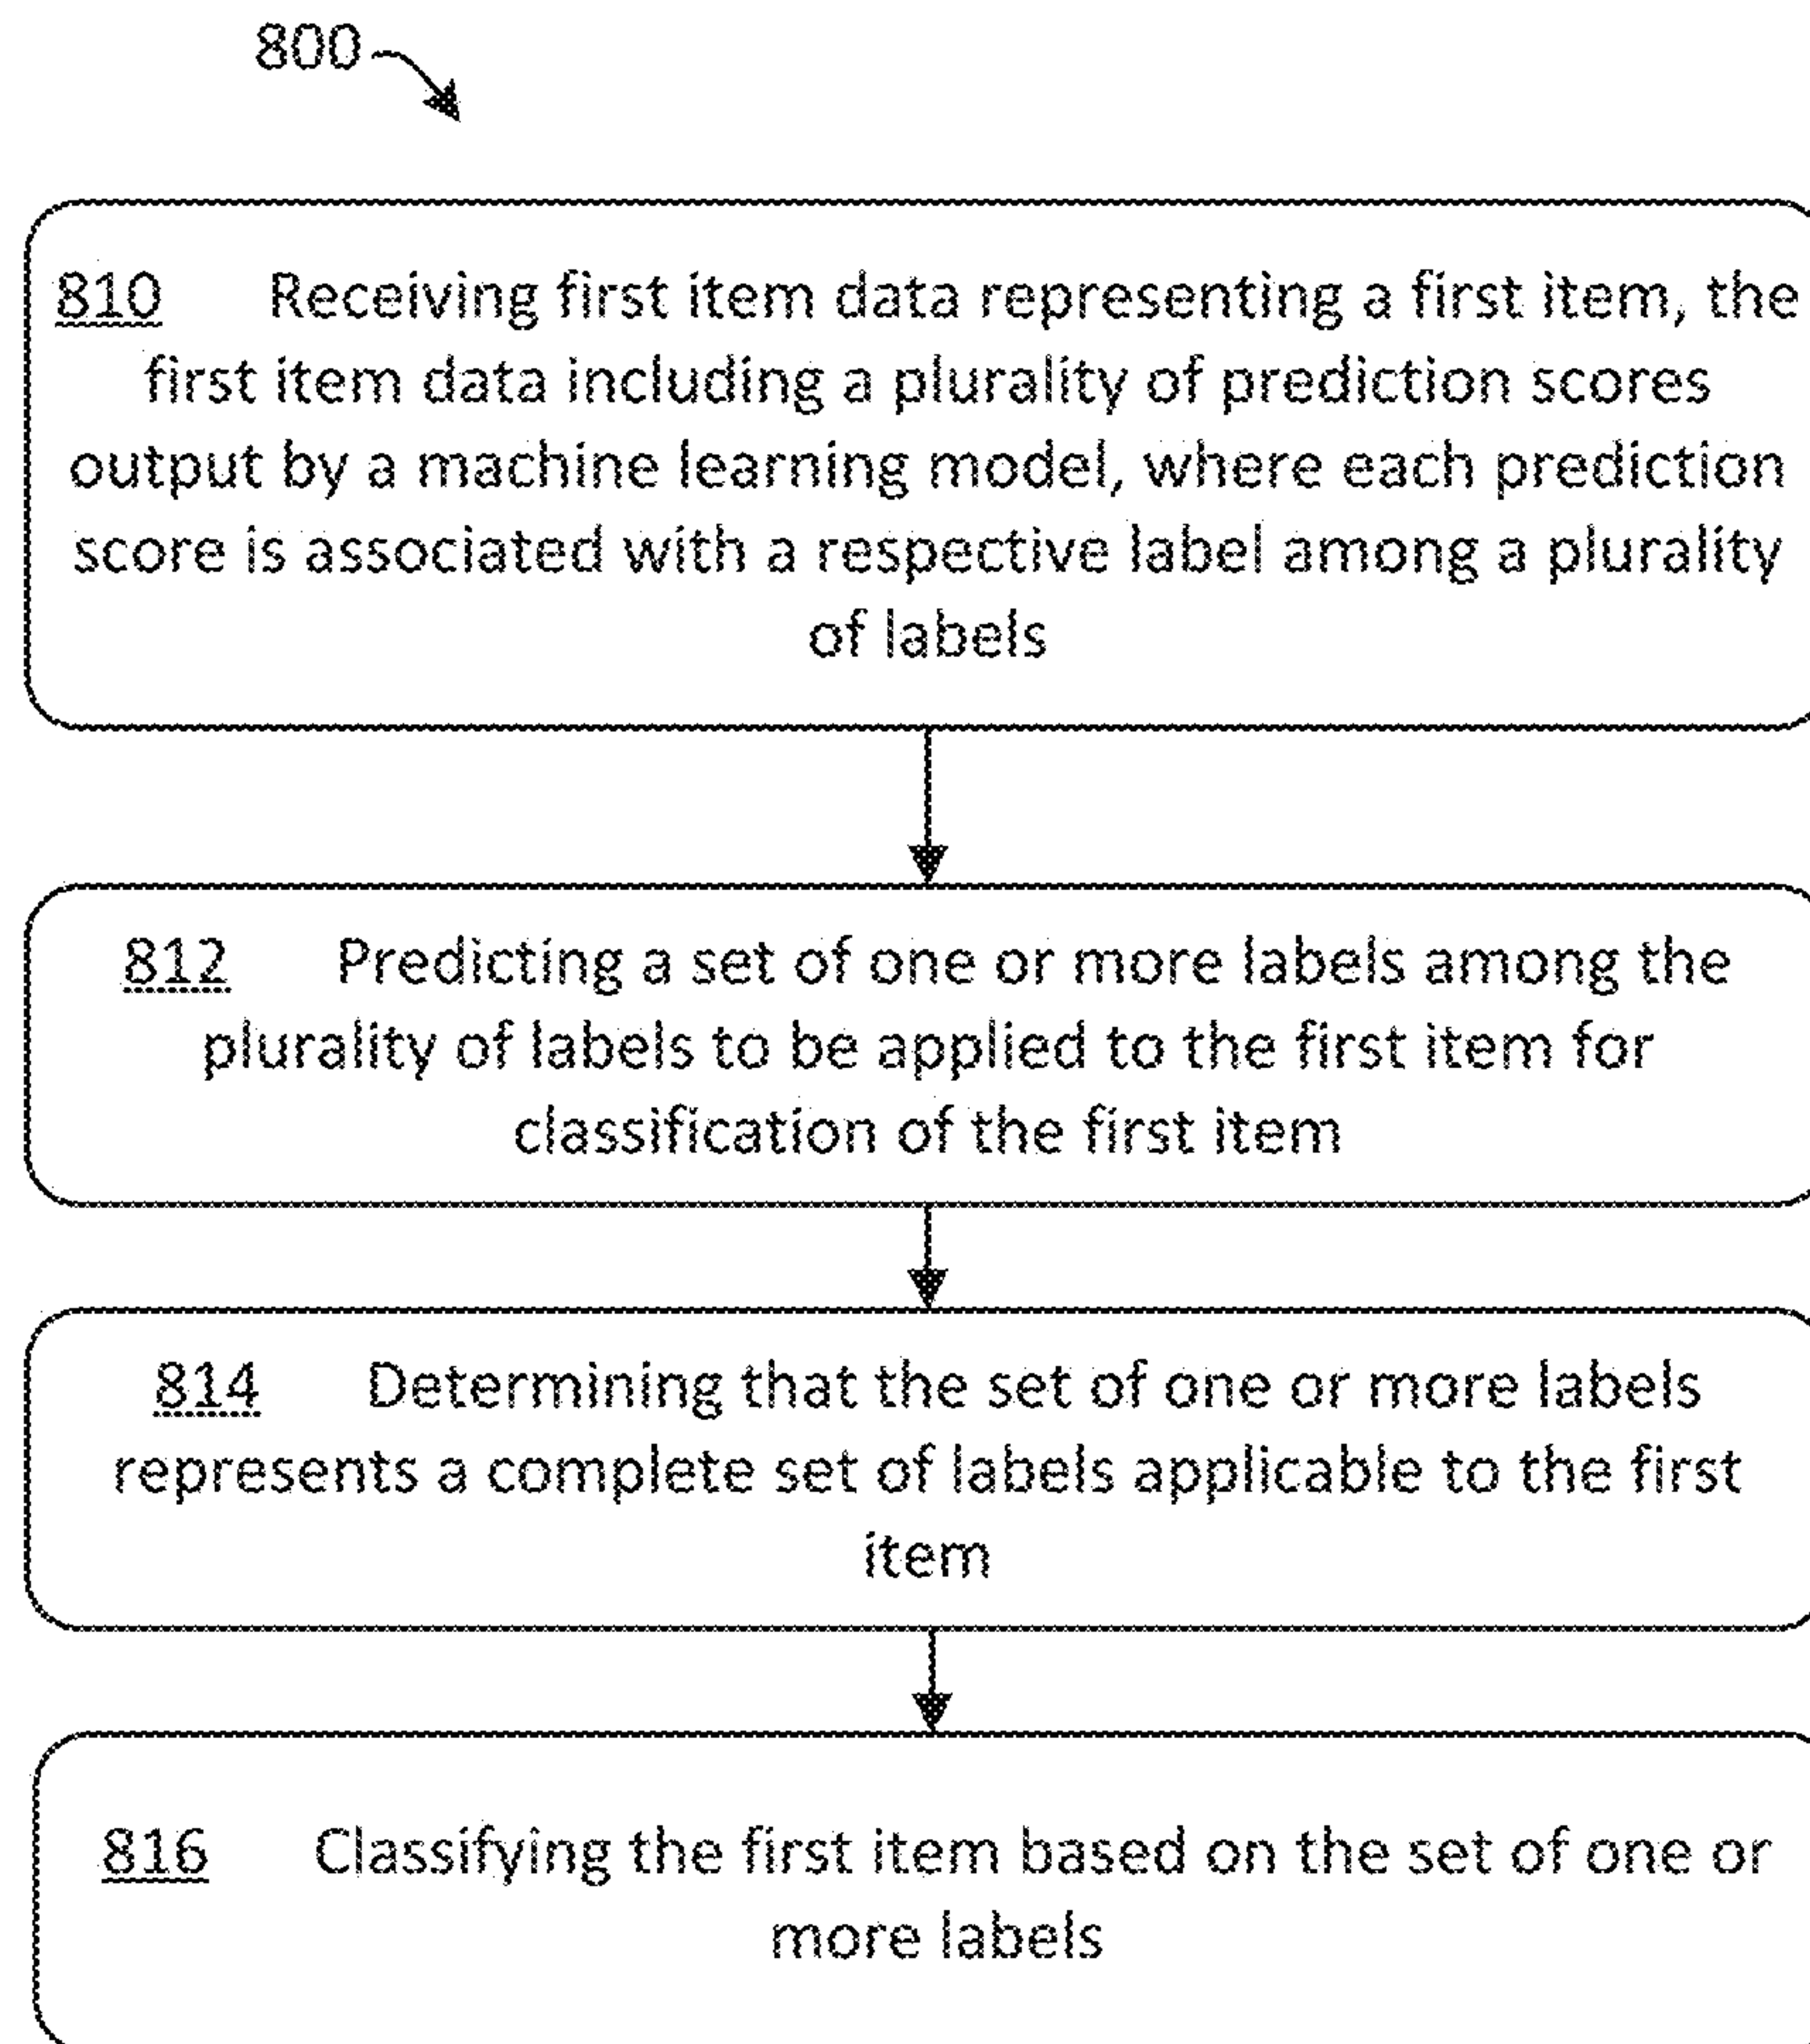 800
810 Receiving first item data representing a first item, the
first item data including a plurality of prediction scores
output by a machine learning model, where each prediction
score is associated with a respective label among a plurality
of labels
812 Predicting a set of one or more labels among the
plurality of labels to be applied to the first item for
classification of the first item
814 Determining that the set of one or more labels
represents a complete set of labels applicable to the first
item
816 Classifying the first item based on the set of one or
more labels